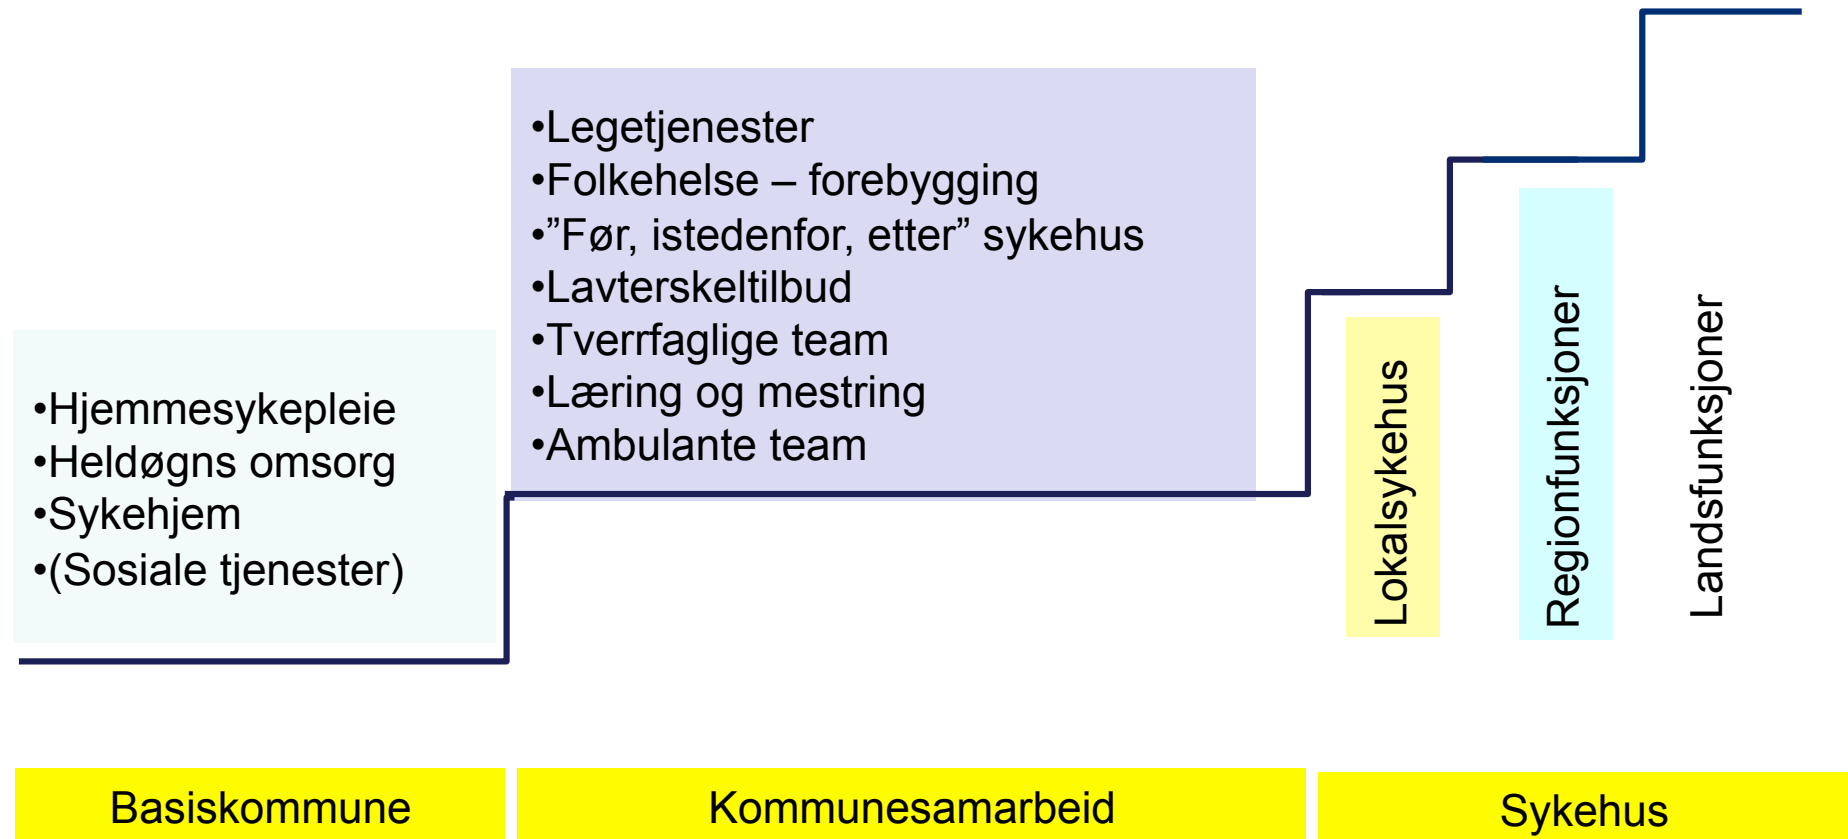 •Hjemmesykepleie
•Heldøgns omsorg
•Sykehjem
•(Sosiale tjenester)
•Legetjenester
•Folkehelse – forebygging
•”Før, istedenfor, etter” sykehus
•Lavterskeltilbud
•Tverrfaglige team
•Læring og mestring
•Ambulante team
Lokalsykehus
Regionfunksjoner
Landsfunksjoner
Basiskommune
Kommunesamarbeid
Sykehus